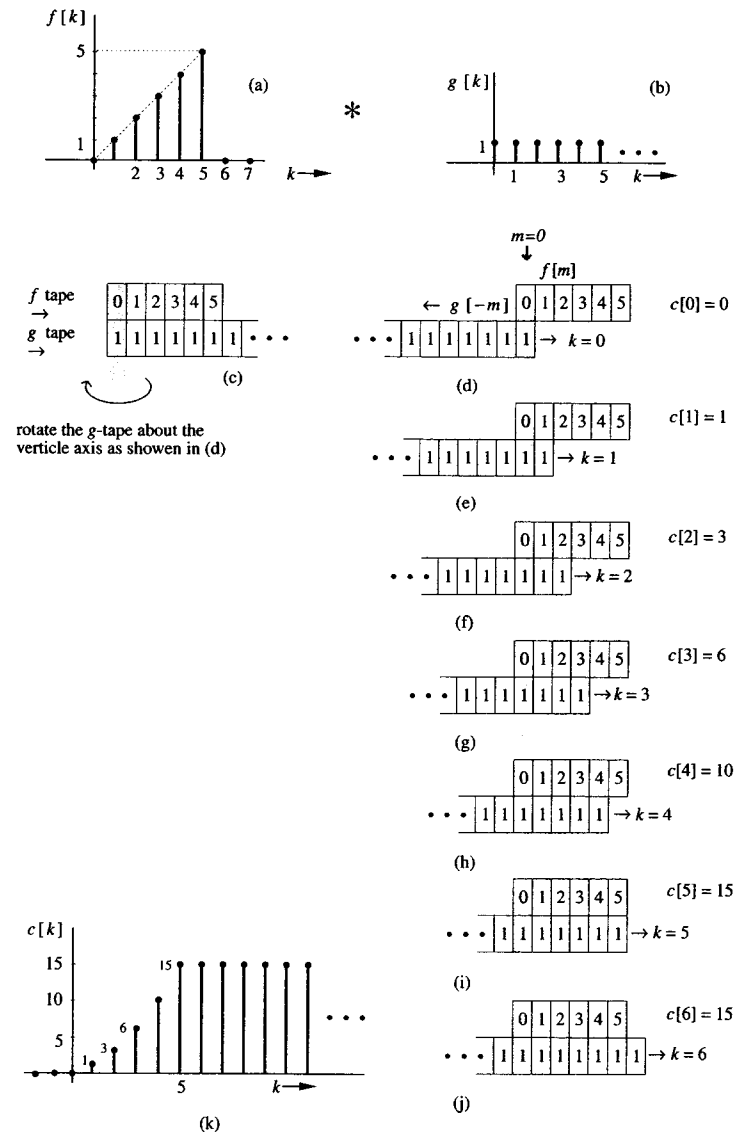 f[k]
5
(a)
1
2 3 4 5 6 7 k→
*
g[k]
(b)
1
1 3 5 k→
f tape →
0 1 2 3 4 5
g tape →
1 1 1 1 1 1 1 • • •
(c)
rotate the g-tape about the
verticle axis as showen in (d)
m=0
↓
f[m]
← g[-m]
0 1 2 3 4 5
c[0] = 0
• • • 1 1 1 1 1 1 1 → k = 0
(d)
0 1 2 3 4 5
c[1] = 1
• • • 1 1 1 1 1 1 1 → k = 1
(e)
0 1 2 3 4 5
c[2] = 3
• • • 1 1 1 1 1 1 1 → k = 2
(f)
0 1 2 3 4 5
c[3] = 6
• • • 1 1 1 1 1 1 1 → k = 3
(g)
0 1 2 3 4 5
c[4] = 10
• • • 1 1 1 1 1 1 1 → k = 4
(h)
0 1 2 3 4 5
c[5] = 15
• • • 1 1 1 1 1 1 1 → k = 5
(i)
0 1 2 3 4 5
c[6] = 15
• • • 1 1 1 1 1 1 1 1 → k = 6
(j)
c[k]
15
10
5
1
3
6
15
• • • •
5 k→
(k)